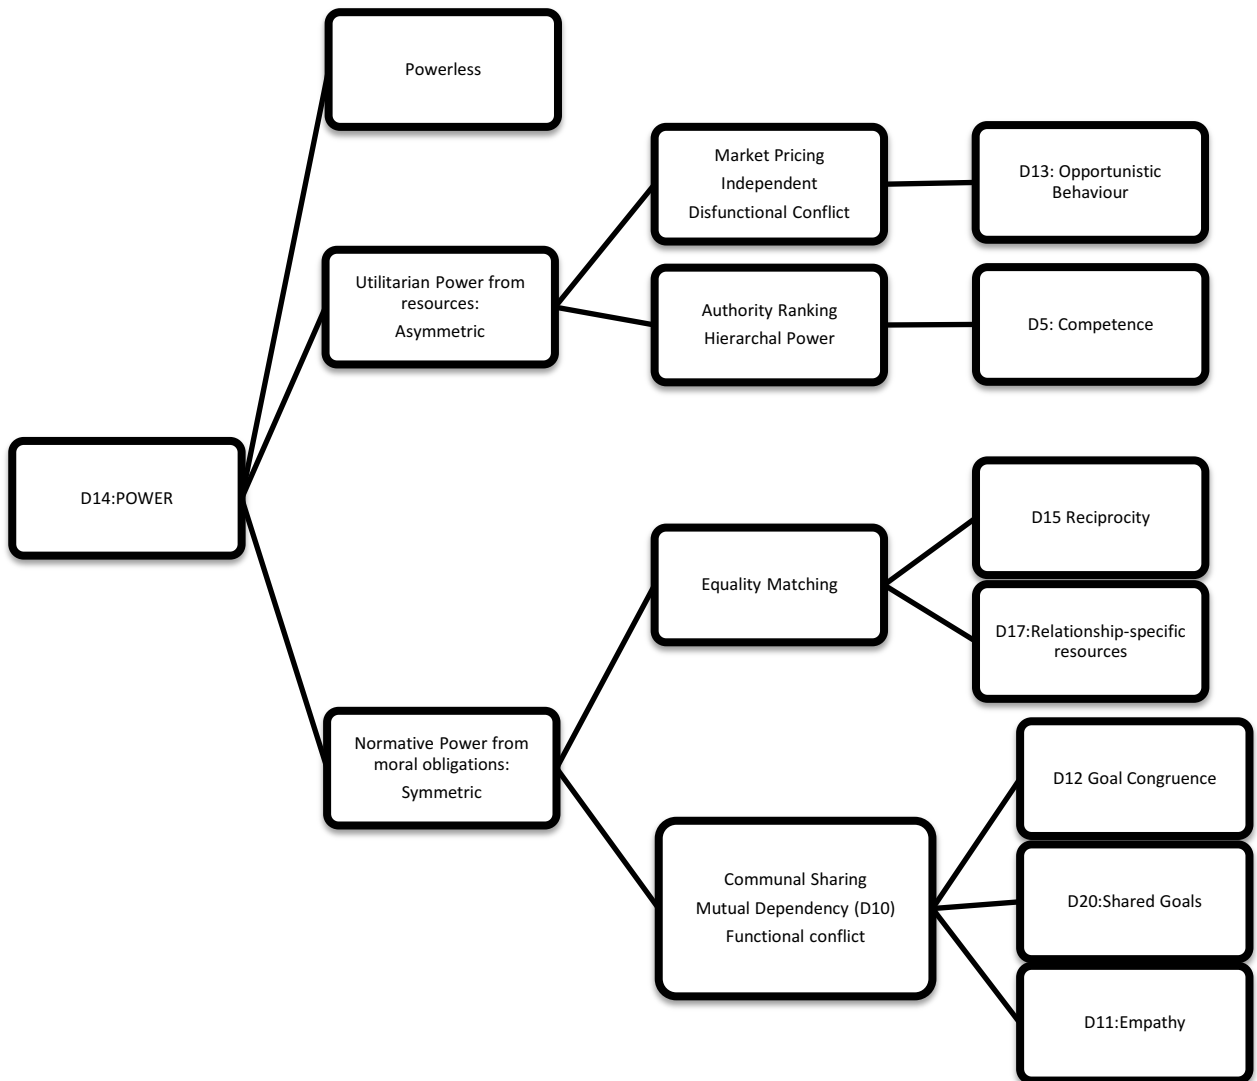 Powerless
Market Pricing
Independent
Disfunctional Conflict
D13: Opportunistic
Behaviour
Utilitarian Power from
resources:
Asymmetric
Authority Ranking
Hierarchal Power
D5: Competence
D14:POWER
D15 Reciprocity
Equality Matching
D17:Relationship-specific
resources
Normative Power from
moral obligations:
Symmetric
D12 Goal Congruence
Communal Sharing
Mutual Dependency (D10)
Functional conflict
D20:Shared Goals
D11:Empathy